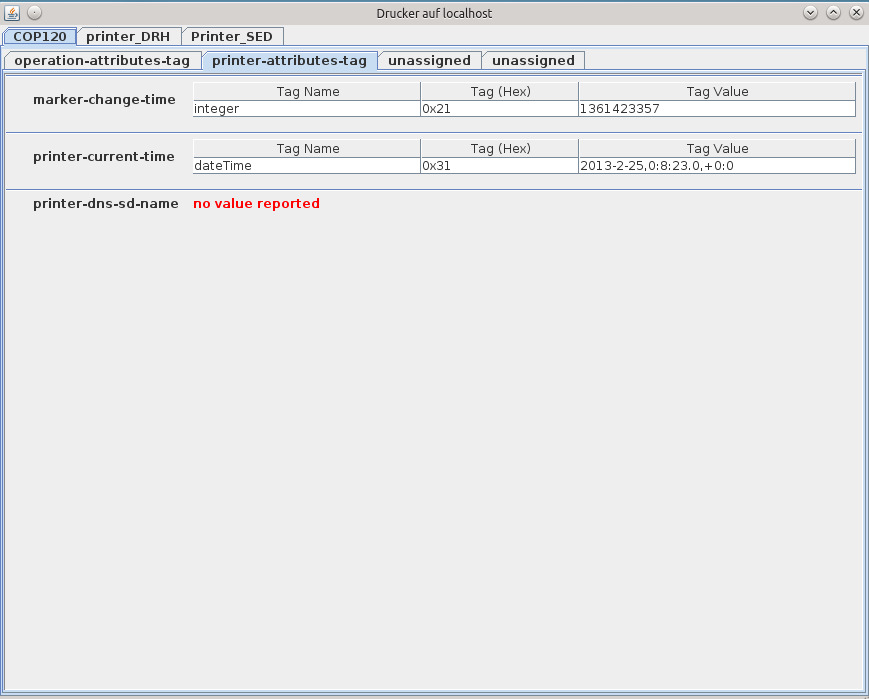 Drucker auf localhost
COP120 printer_DRH Printer_SED
operation-attributes-tag printer-attributes-tag unassigned unassigned
Tag Name Tag (Hex) Tag Value
marker-change-time
integer 0x21 1361423357
Tag Name Tag (Hex) Tag Value
printer-current-time
dateTime 0x31 2013-2-25,0:8:23.0,+0:0
printer-dns-sd-name no value reported